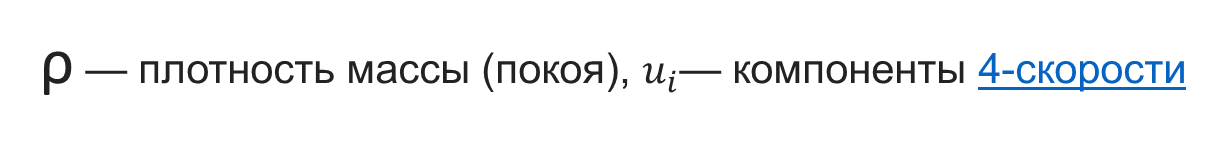 ρ — плотность массы (покоя), 𝑢ᵢ— компоненты 4-скорости